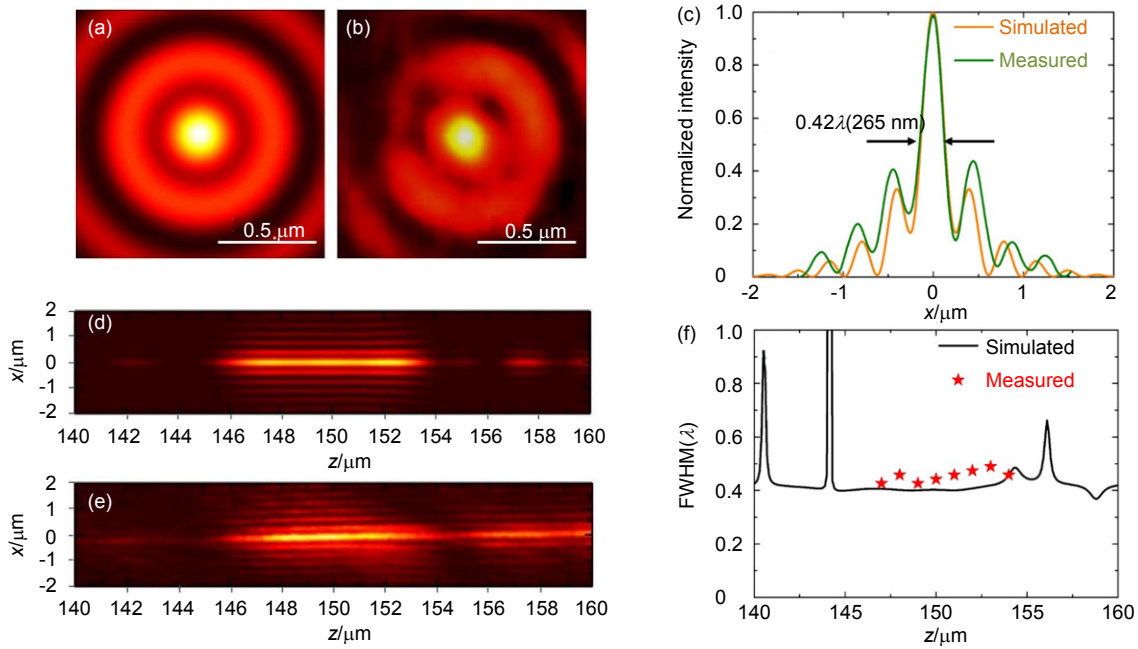 (a)
0.5 μm
(b)
0.5 μm
(c)
Normalized intensity
1.0
0.8
0.6
0.4
0.2
0
Simulated
Measured
0.42λ(265 nm)
-2
-1
0
1
2
x/μm
(d)
x/μm
2
1
0
-1
-2
140 142 144 146 148 150 152 154 156 158 160
z/μm
(e)
x/μm
2
1
0
-1
-2
140 142 144 146 148 150 152 154 156 158 160
z/μm
(f)
FWHM(λ)
1.0
0.8
0.6
0.4
0.2
0
Simulated
Measured
140 145 150 155 160
z/μm